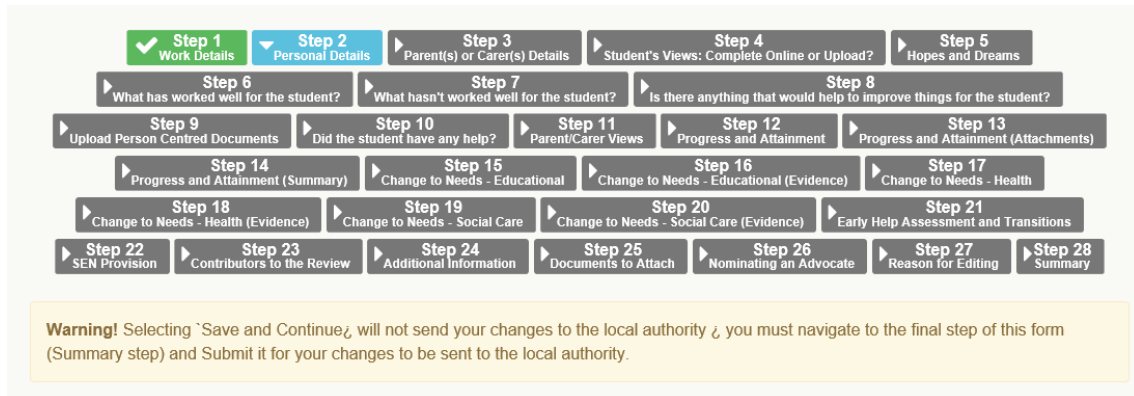 Step 1 Step 2 Step 3 Step 4 Step 5
Work Details Personal Details Parent(s) or Carer(s) Details Student's Views: Complete Online or Upload? Hopes and Dreams
Step 6 Step 7 Step 8
What has worked well for the student? What hasn't worked well for the student? Is there anything that would help to improve things for the student?
Step 9 Step 10 Step 11 Step 12 Step 13
Upload Person Centred Documents Did the student have any help? Parent/Carer Views Progress and Attainment Progress and Attainment (Attachments)
Step 14 Step 15 Step 16 Step 17
Progress and Attainment (Summary) Change to Needs - Educational Change to Needs - Educational (Evidence) Change to Needs - Health
Step 18 Step 19 Step 20 Step 21
Change to Needs - Health (Evidence) Change to Needs - Social Care Change to Needs - Social Care (Evidence) Early Help Assessment and Transitions
Step 22 Step 23 Step 24 Step 25 Step 26 Step 27 Step 28
SEN Provision Contributors to the Review Additional Information Documents to Attach Nominating an Advocate Reason for Editing Summary
Warning! Selecting `Save and Continue¿ will not send your changes to the local authority ¿ you must navigate to the final step of this form
(Summary step) and Submit it for your changes to be sent to the local authority.